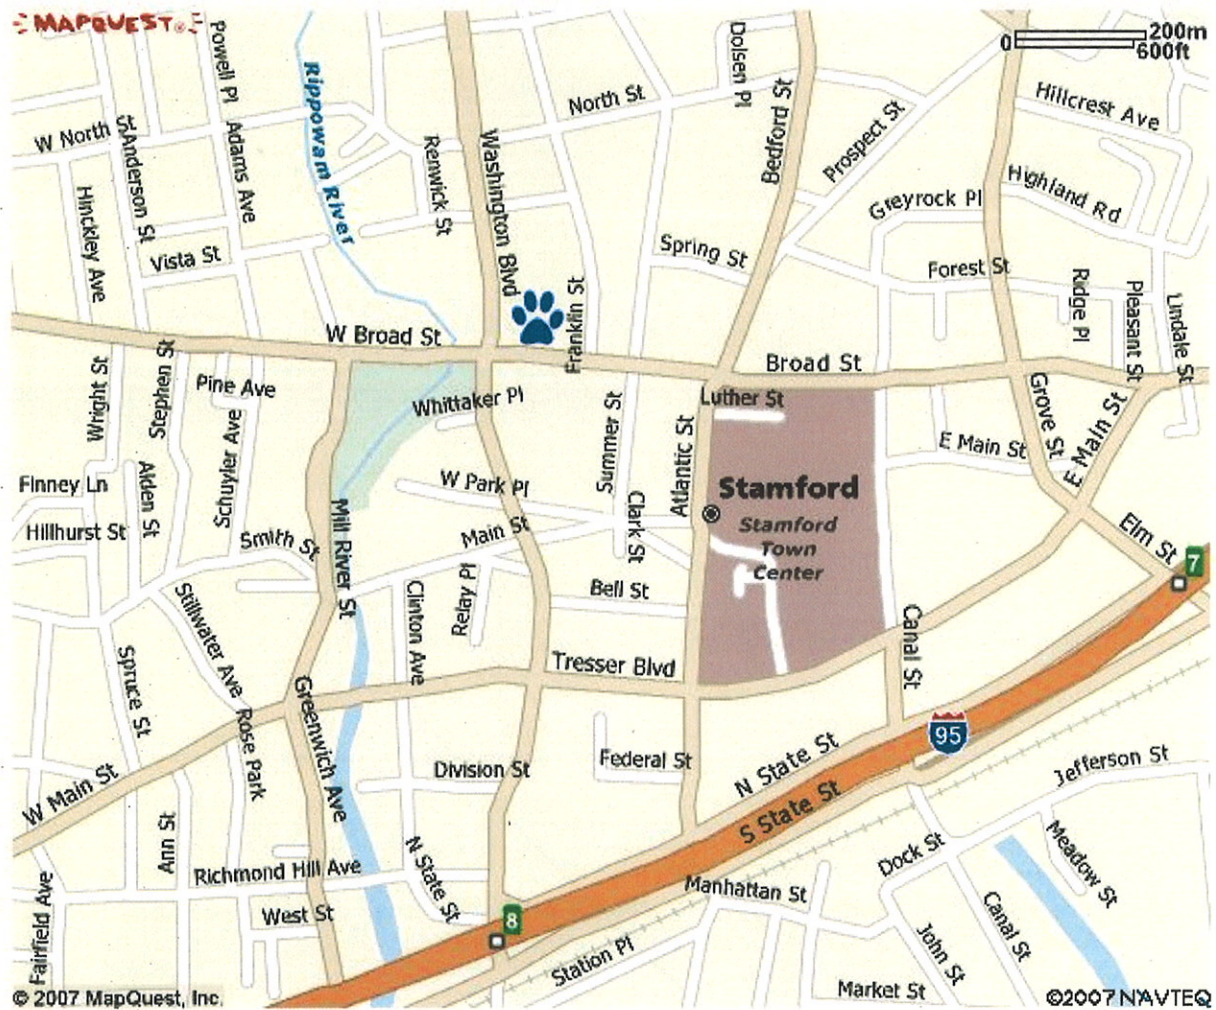 MAPQUEST
200m
0
600ft
Powell Pl
Dolsen Pl
Rippowam River
North St
Bedford St
Prospect St
Hillcrest Ave
W North St
Anderson St
Adams Ave
Renwick St
Washington Blvd
Hinckley Ave
Vista St
Spring St
Greyrock Pl
Highland Rd
Forest St
Ridge Pl
Pleasant St
Lindale St
Franklin St
W Broad St
Broad St
Wright St
Stephen St
Pine Ave
Whittaker Pl
Luther St
Schuyler Ave
Summer St
Atlantic St
Grove St
E Main St
E Main St
Finney Ln
Alden St
W Park Pl
Clark St
Stamford
Stamford
Town
Center
Hillhurst St
Smith St
Mill River St
Main St
Elm St
7
Bell St
Relay Pl
Clinton Ave
Stillwater Ave
Canal St
Spruce St
Tresser Blvd
Greenwich Ave
Rose Park
95
Federal St
N State St
Division St
Jefferson St
W Main St
S State St
Ann St
Richmond Hill Ave
N State St
Dock St
Meadow St
Manhattan St
West St
8
Fairfield Ave
Station Pl
John St
Canal St
Market St
© 2007 MapQuest, Inc.
©2007 NAVTEQ